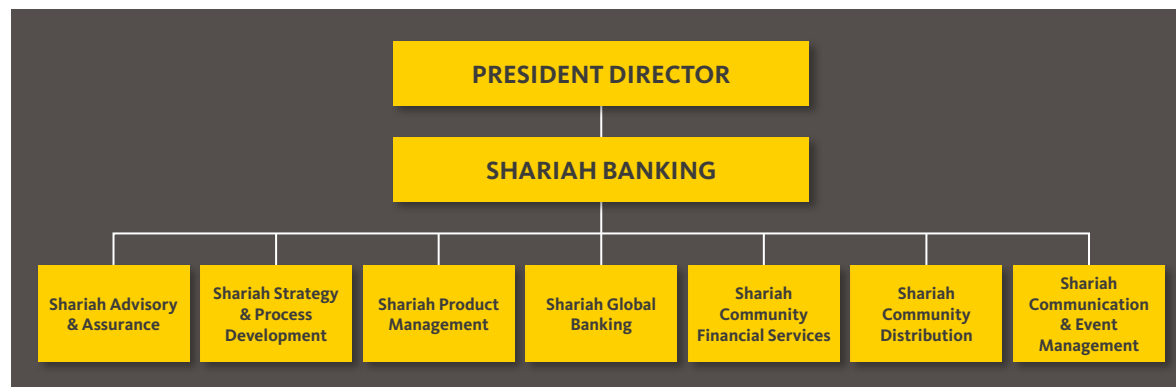 PRESIDENT DIRECTOR
SHARIAH BANKING
Shariah Advisory
& Assurance
Shariah Strategy
& Process
Development
Shariah Product
Management
Shariah Global
Banking
Shariah
Community
Financial Services
Shariah
Community
Distribution
Shariah
Communication
& Event
Management